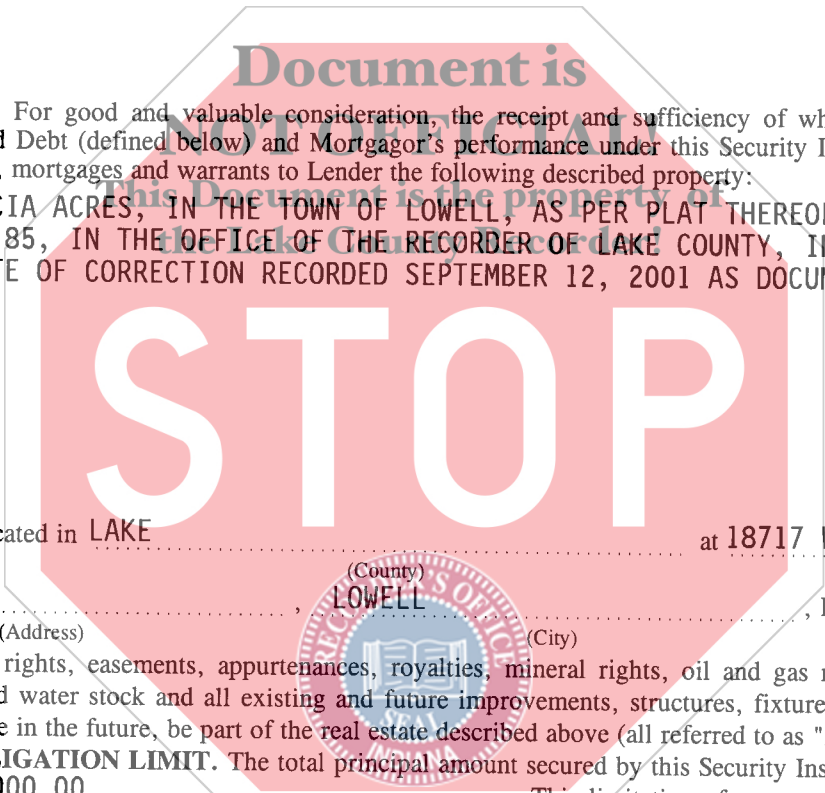 Document is
For good and valuable consideration, the receipt and sufficiency of wh
Debt (defined below) and Mortgagor's performance under this Security I
NOT OFFICIAL!
, mortgages and warrants to Lender the following described property:
This Document is the property of
CIA ACRES, IN THE TOWN OF LOWELL, AS PER PLAT THEREO
the Lake County Recorder!
85, IN THE OFFICE OF THE RECORDER OF LAKE COUNTY, I
E OF CORRECTION RECORDED SEPTEMBER 12, 2001 AS DOCU
STOP
cated in LAKE at 18717
(County)
LOWELL
(Address) (City)
rights, easements, appurtenances, royalties, mineral rights, oil and gas
water stock and all existing and future improvements, structures, fixture
e in the future, be part of the real estate described above (all referred to as "
IGATION LIMIT. The total principal amount secured by this Security Ins
000.00
RECORDER'S OFFICE
SEAL
INDIANA